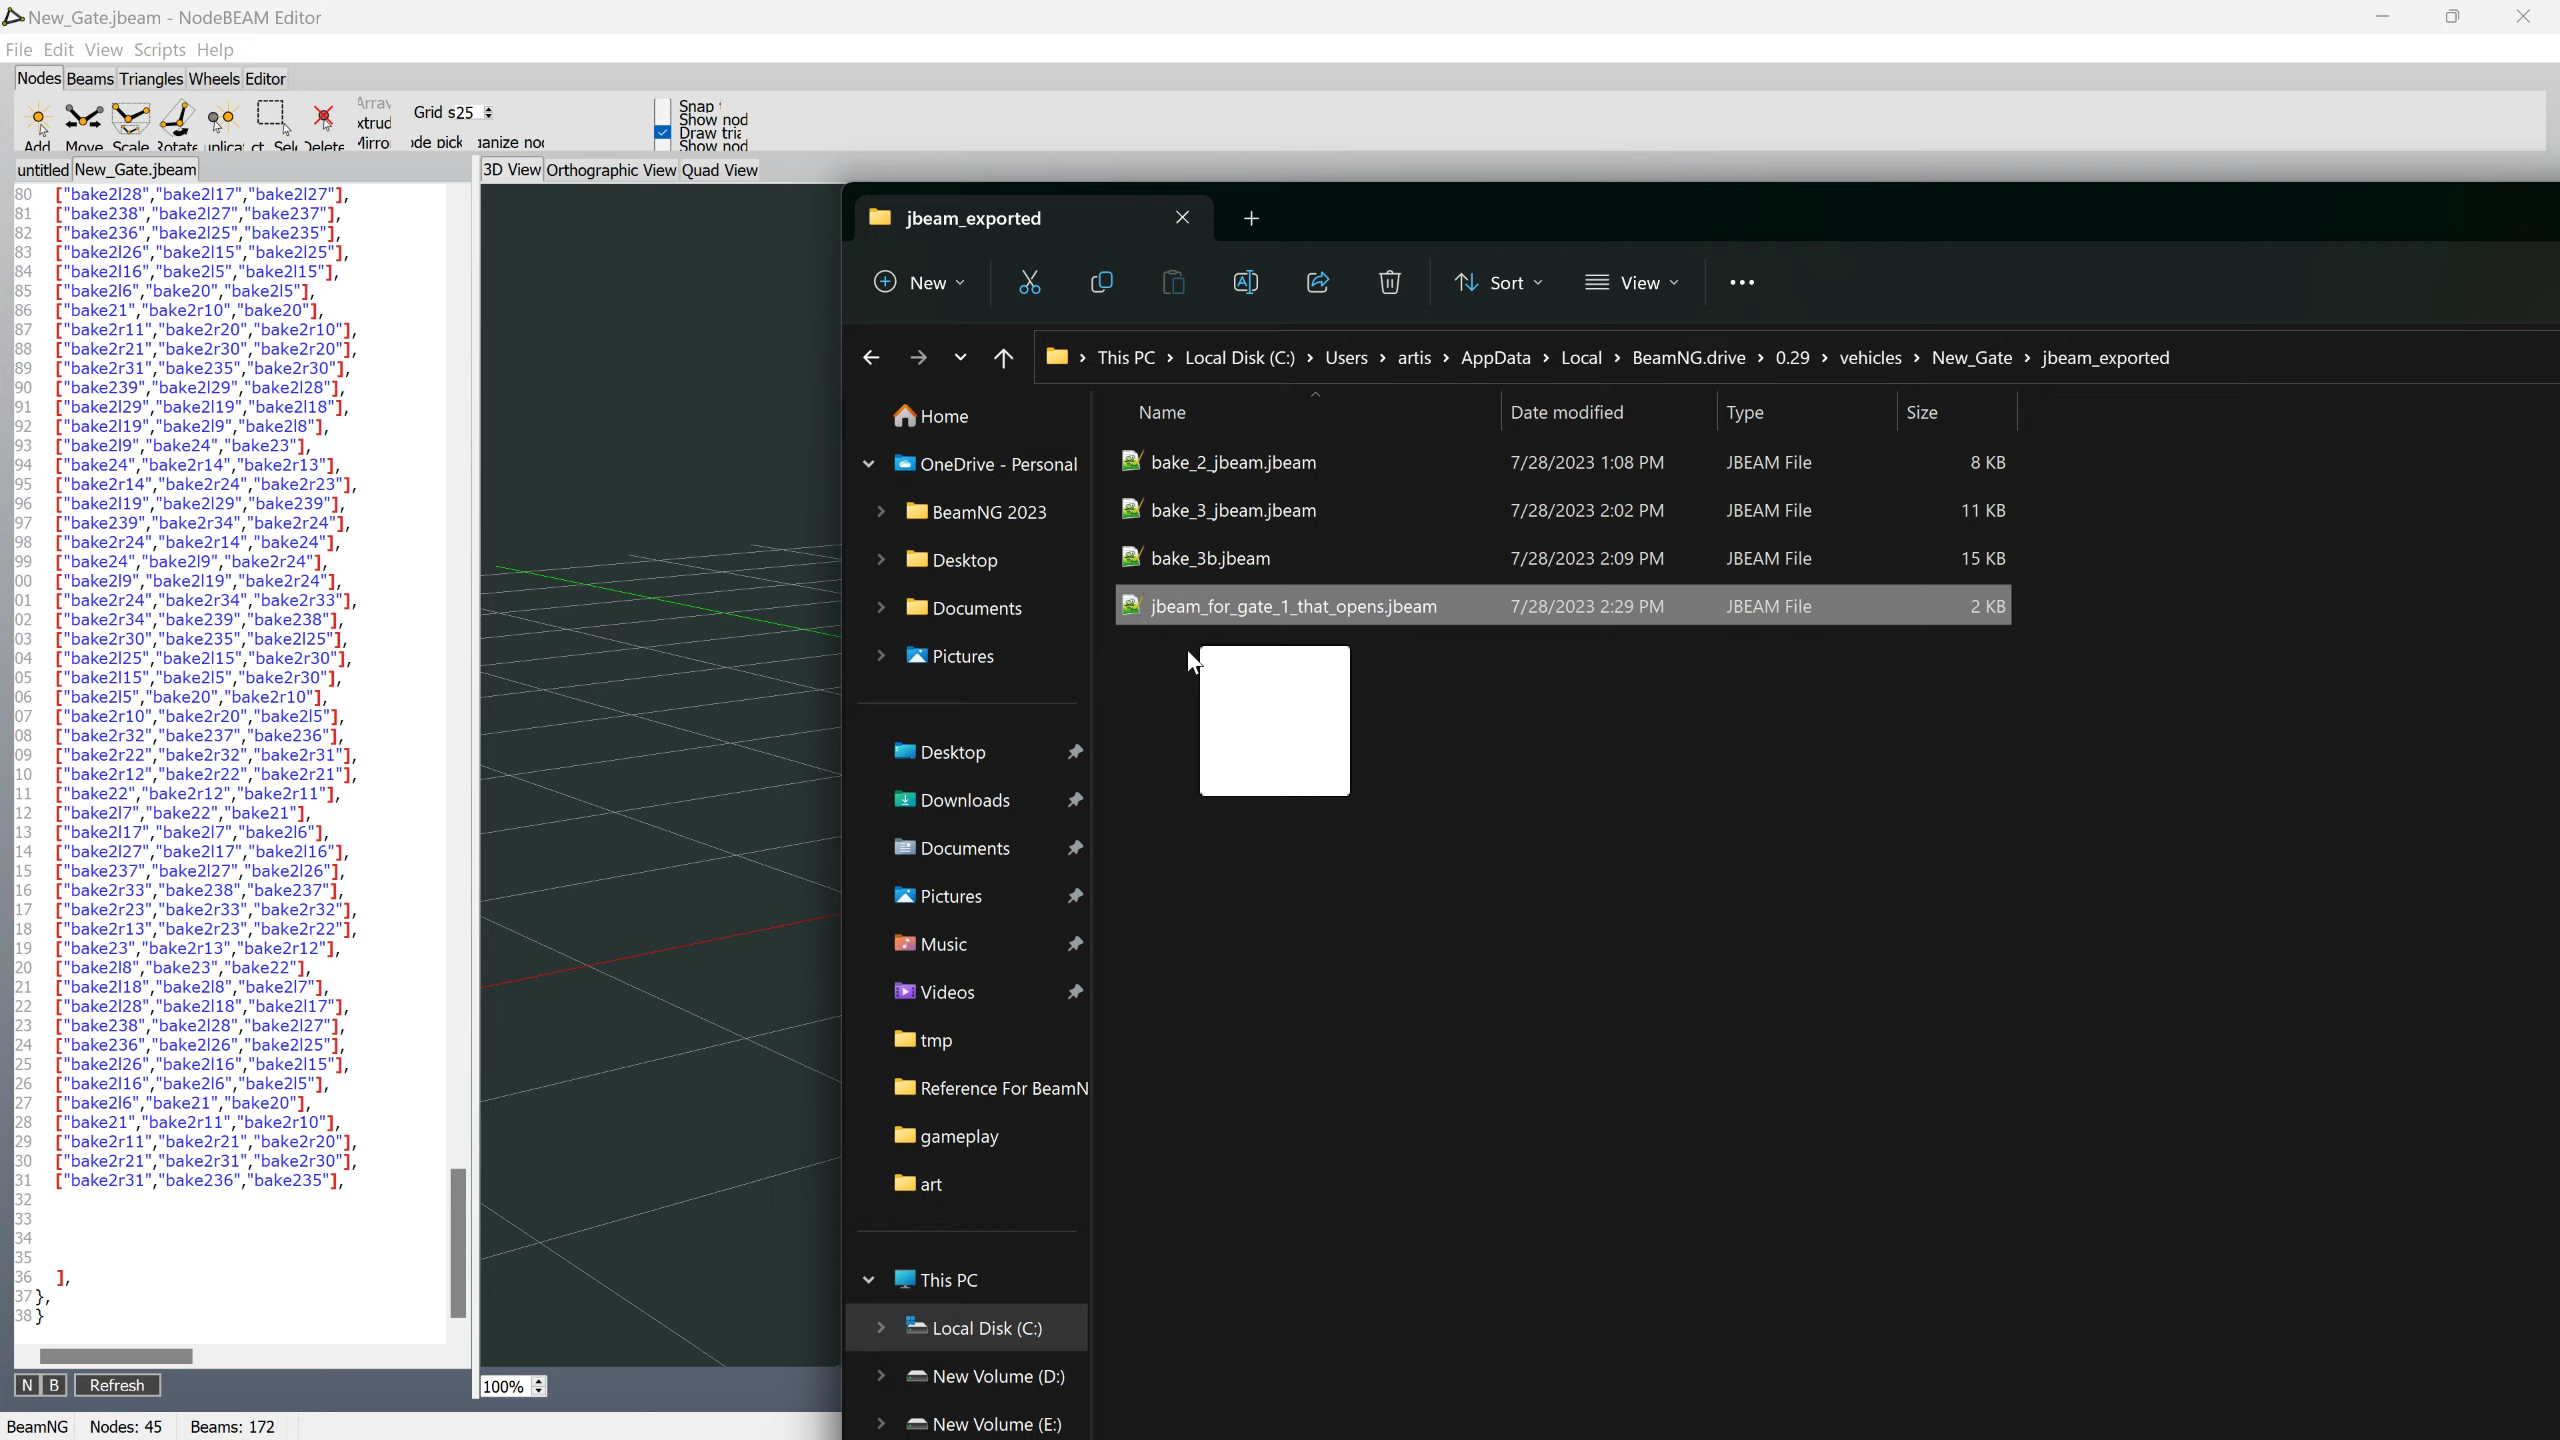 New_Gate.jbeam - NodeBEAM Editor
File Edit View Scripts Help
Nodes Beams Triangles Wheels Editor
Grid s 25
Add Move Scale
untitled New_Gate.jbeam
3D View Orthographic View Quad View
80 ["bake2l28","bake2l17","bake2l27"],
81 ["bake238","bake2l27","bake237"],
82 ["bake236","bake2l25","bake235"],
83 ["bake2l26","bake2l15","bake2l25"],
84 ["bake2l16","bake2l5","bake2l15"],
85 ["bake2l6","bake20","bake2l5"],
86 ["bake21","bake2r10","bake20"],
87 ["bake2r11","bake2r20","bake2r10"],
88 ["bake2r21","bake2r30","bake2r20"],
89 ["bake2r31","bake235","bake2r30"],
90 ["bake239","bake2l29","bake2l28"],
91 ["bake2l29","bake2l19","bake2l18"],
92 ["bake2l19","bake2l9","bake2l8"],
93 ["bake2l9","bake24","bake23"],
94 ["bake24","bake2r14","bake2r13"],
95 ["bake2r14","bake2r24","bake2r23"],
96 ["bake2l19","bake2l29","bake239"],
97 ["bake239","bake2r34","bake2r24"],
98 ["bake2r24","bake2r14","bake24"],
99 ["bake24","bake2l9","bake2r24"],
00 ["bake2l9","bake2l19","bake2r24"],
01 ["bake2r24","bake2r34","bake2r33"],
02 ["bake2r34","bake239","bake238"],
03 ["bake2r30","bake235","bake2l25"],
04 ["bake2l25","bake2l15","bake2r30"],
05 ["bake2l15","bake2l5","bake2r30"],
06 ["bake2l5","bake20","bake2r10"],
07 ["bake2r10","bake2r20","bake2l5"],
08 ["bake2r32","bake237","bake236"],
09 ["bake2r22","bake2r32","bake2r31"],
10 ["bake2r12","bake2r22","bake2r21"],
11 ["bake22","bake2r12","bake2r11"],
12 ["bake2l7","bake22","bake21"],
13 ["bake2l17","bake2l7","bake2l6"],
14 ["bake2l27","bake2l17","bake2l16"],
15 ["bake237","bake2l27","bake2l26"],
16 ["bake2r33","bake238","bake237"],
17 ["bake2r23","bake2r33","bake2r32"],
18 ["bake2r13","bake2r23","bake2r22"],
19 ["bake23","bake2r13","bake2r12"],
20 ["bake2l8","bake23","bake22"],
21 ["bake2l18","bake2l8","bake2l7"],
22 ["bake2l28","bake2l18","bake2l17"],
23 ["bake238","bake2l28","bake2l27"],
24 ["bake236","bake2l26","bake2l25"],
25 ["bake2l26","bake2l16","bake2l15"],
26 ["bake2l16","bake2l6","bake2l5"],
27 ["bake2l6","bake21","bake20"],
28 ["bake21","bake2r11","bake2r10"],
29 ["bake2r11","bake2r21","bake2r20"],
30 ["bake2r21","bake2r31","bake2r30"],
31 ["bake2r31","bake236","bake235"],
32
33
34
35
36 ],
37 },
38 }
N B Refresh
100%
BeamNG Nodes: 45 Beams: 172
jbeam_exported
New Sort View
This PC Local Disk (C:) Users artis AppData Local BeamNG.drive 0.29 vehicles New_Gate jbeam_exported
Name Date modified Type Size
bake_2_jbeam.jbeam 7/28/2023 1:08 PM JBEAM File 8 KB
bake_3_jbeam.jbeam 7/28/2023 2:02 PM JBEAM File 11 KB
bake_3b.jbeam 7/28/2023 2:09 PM JBEAM File 15 KB
jbeam_for_gate_1_that_opens.jbeam 7/28/2023 2:29 PM JBEAM File 2 KB
Home
OneDrive - Personal
BeamNG 2023
Desktop
Documents
Pictures
Desktop
Downloads
Documents
Pictures
Music
Videos
tmp
Reference For BeamN
gameplay
art
This PC
Local Disk (C:)
New Volume (D:)
New Volume (E:)